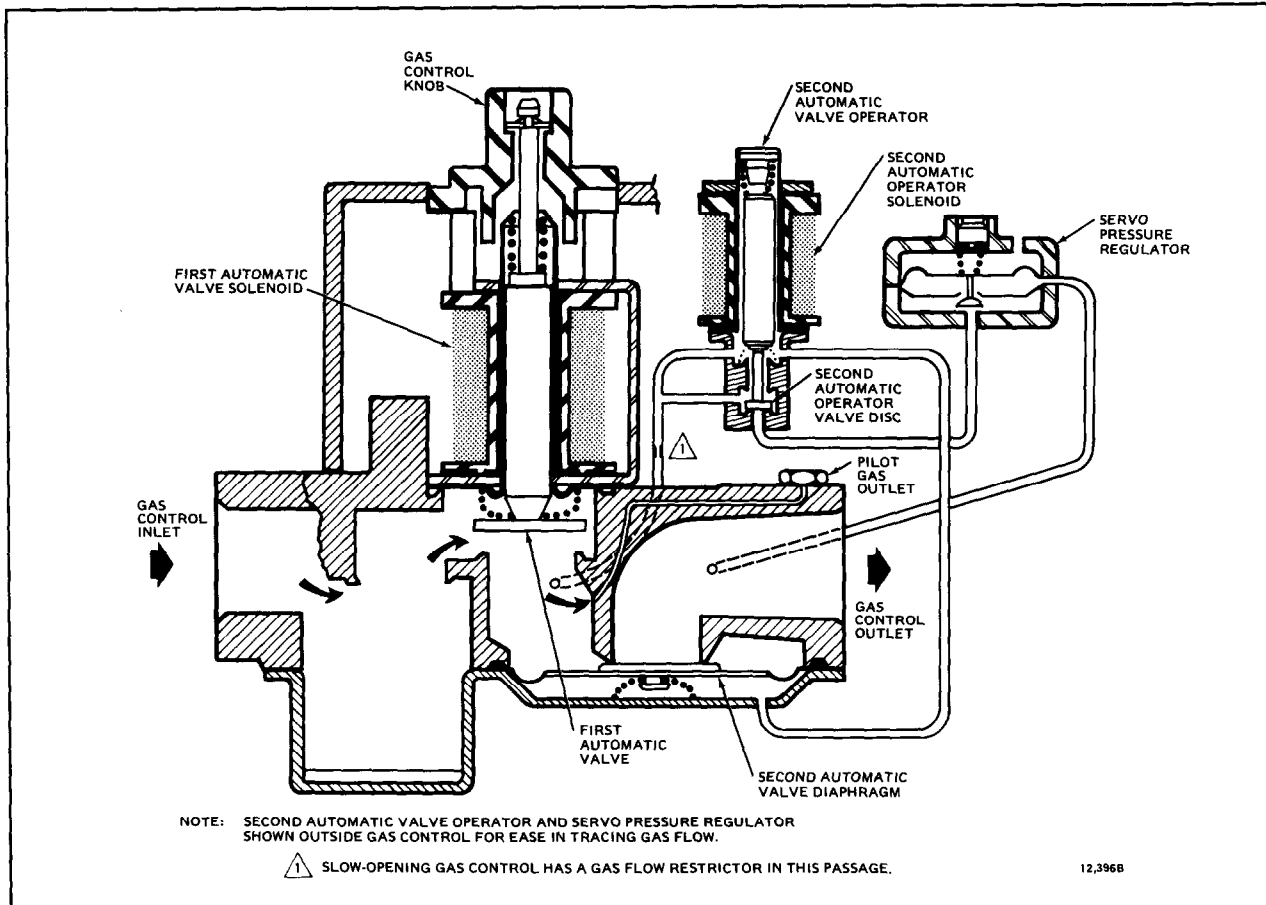 GAS
CONTROL
KNOB
SECOND
AUTOMATIC
VALVE OPERATOR
SECOND
AUTOMATIC
OPERATOR
SOLENOID
SERVO
PRESSURE
REGULATOR
FIRST AUTOMATIC
VALVE SOLENOID
SECOND
AUTOMATIC
OPERATOR
VALVE DISC
1
PILOT
GAS
OUTLET
GAS
CONTROL
INLET
GAS
CONTROL
OUTLET
FIRST
AUTOMATIC
VALVE
SECOND AUTOMATIC
VALVE DIAPHRAGM
NOTE: SECOND AUTOMATIC VALVE OPERATOR AND SERVO PRESSURE REGULATOR
SHOWN OUTSIDE GAS CONTROL FOR EASE IN TRACING GAS FLOW.
1 SLOW-OPENING GAS CONTROL HAS A GAS FLOW RESTRICTOR IN THIS PASSAGE.
12,396B